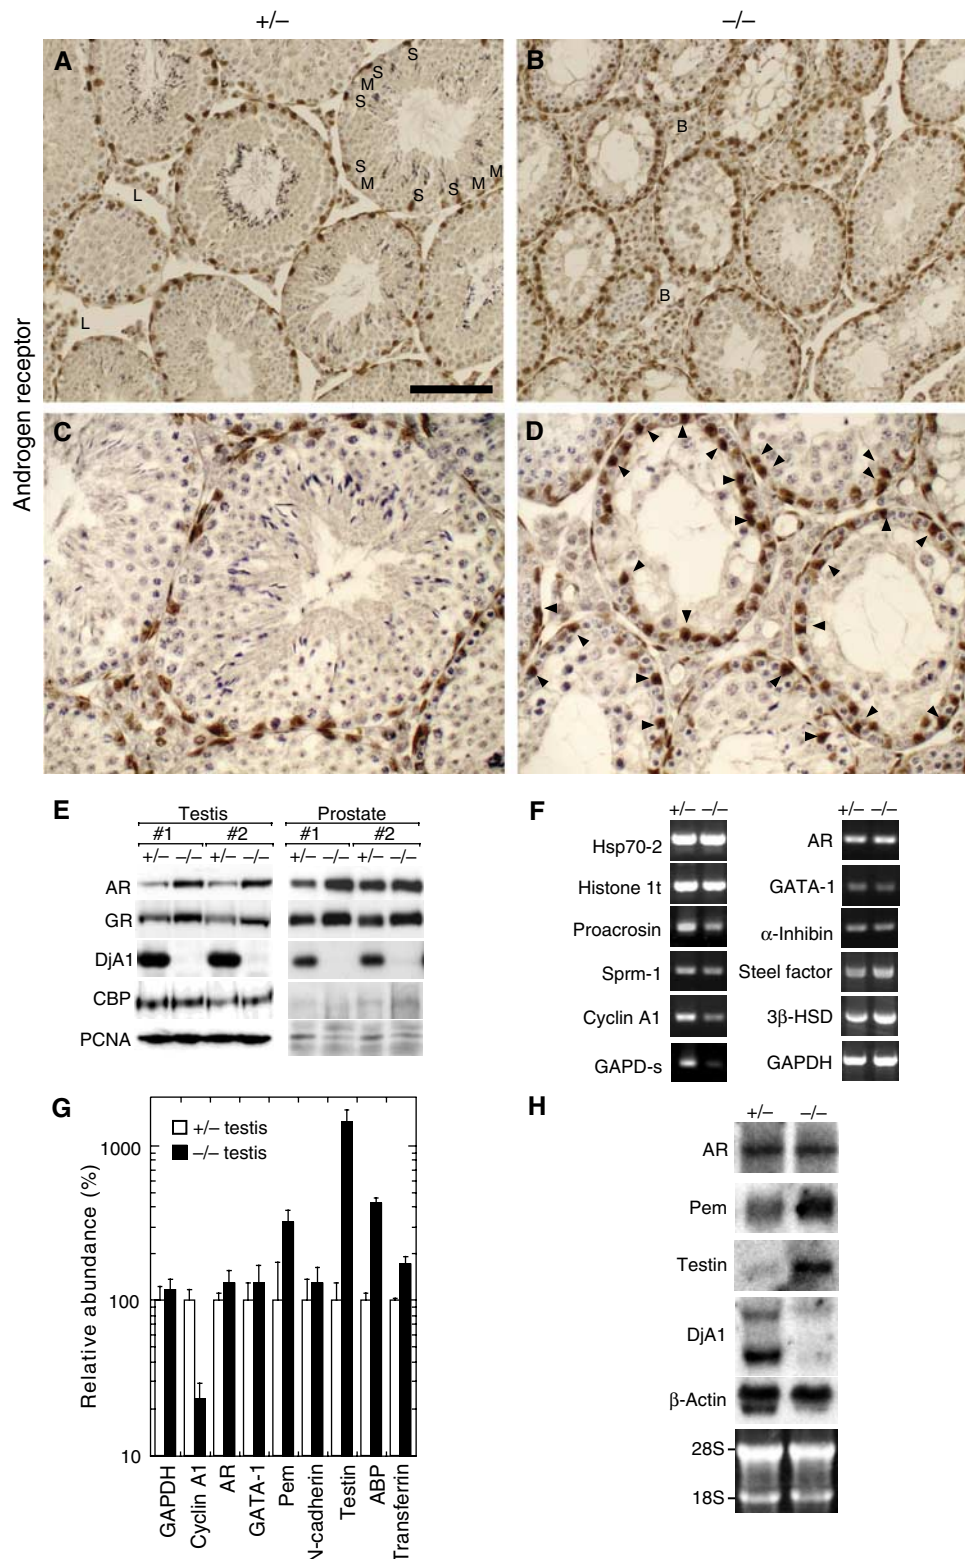 +/− −/−
Androgen receptor
A
S
S
M
S
S
M
S
S
M
M
L
L
B
B
B
C
D
E
Testis Prostate
#1 #2 #1 #2
+/− −/− +/− −/− +/− −/− +/− −/−
AR
GR
DjA1
CBP
PCNA
F
+/− −/− +/− −/−
Hsp70-2 AR
Histone 1t GATA-1
Proacrosin α-Inhibin
Sprm-1 Steel factor
Cyclin A1 3β-HSD
GAPD-s GAPDH
G
Relative abundance (%)
1000
100
10
+/− testis
−/− testis
GAPDH
Cyclin A1
AR
GATA-1
Pem
N-cadherin
Testin
ABP
Transferrin
H
+/− −/−
AR
Pem
Testin
DjA1
β-Actin
28S
18S